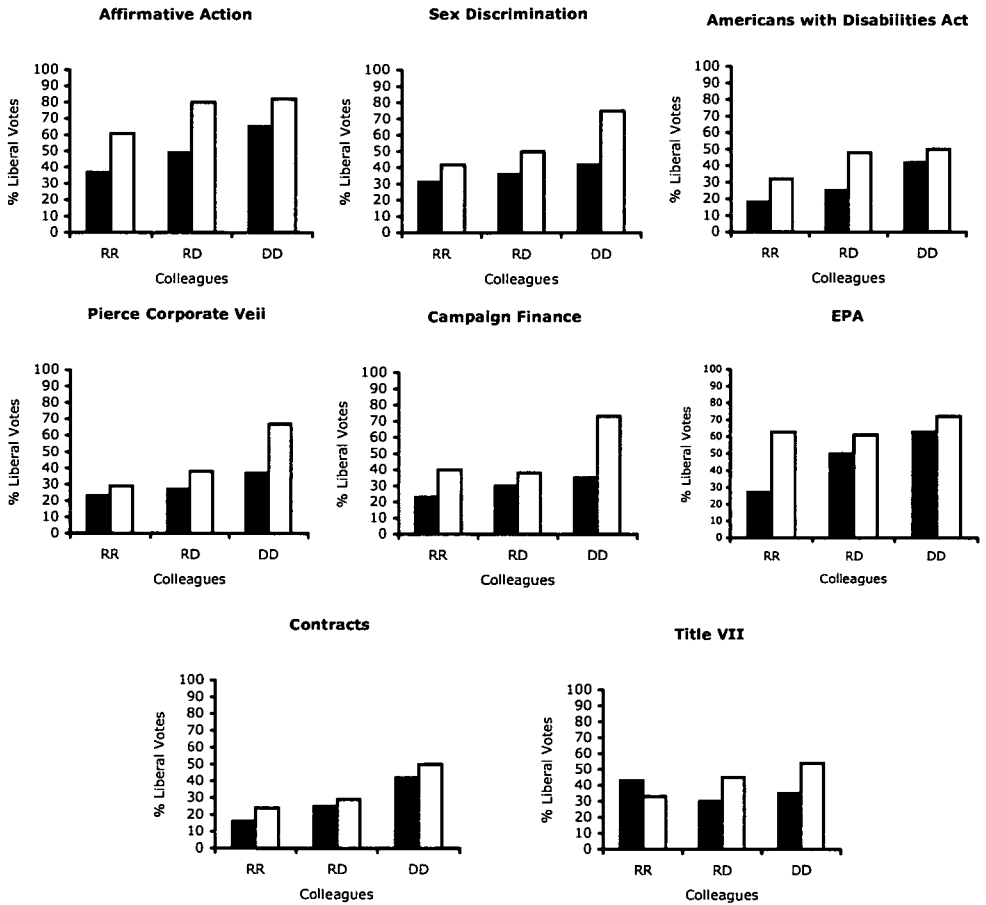 Affirmative Action
% Liberal Votes
100
90
80
70
60
50
40
30
20
10
0
RR RD DD
Colleagues
Sex Discrimination
% Liberal Votes
100
90
80
70
60
50
40
30
20
10
0
RR RD DD
Colleagues
Americans with Disabilities Act
% Liberal Votes
100
90
80
70
60
50
40
30
20
10
0
RR RD DD
Colleagues
Pierce Corporate Veil
% Liberal Votes
100
90
80
70
60
50
40
30
20
10
0
RR RD DD
Colleagues
Campaign Finance
% Liberal Votes
100
90
80
70
60
50
40
30
20
10
0
RR RD DD
Colleagues
EPA
% Liberal Votes
100
90
80
70
60
50
40
30
20
10
0
RR RD DD
Colleagues
Contracts
% Liberal Votes
100
90
80
70
60
50
40
30
20
10
0
RR RD DD
Colleagues
Title VII
% Liberal Votes
100
90
80
70
60
50
40
30
20
10
0
RR RD DD
Colleagues